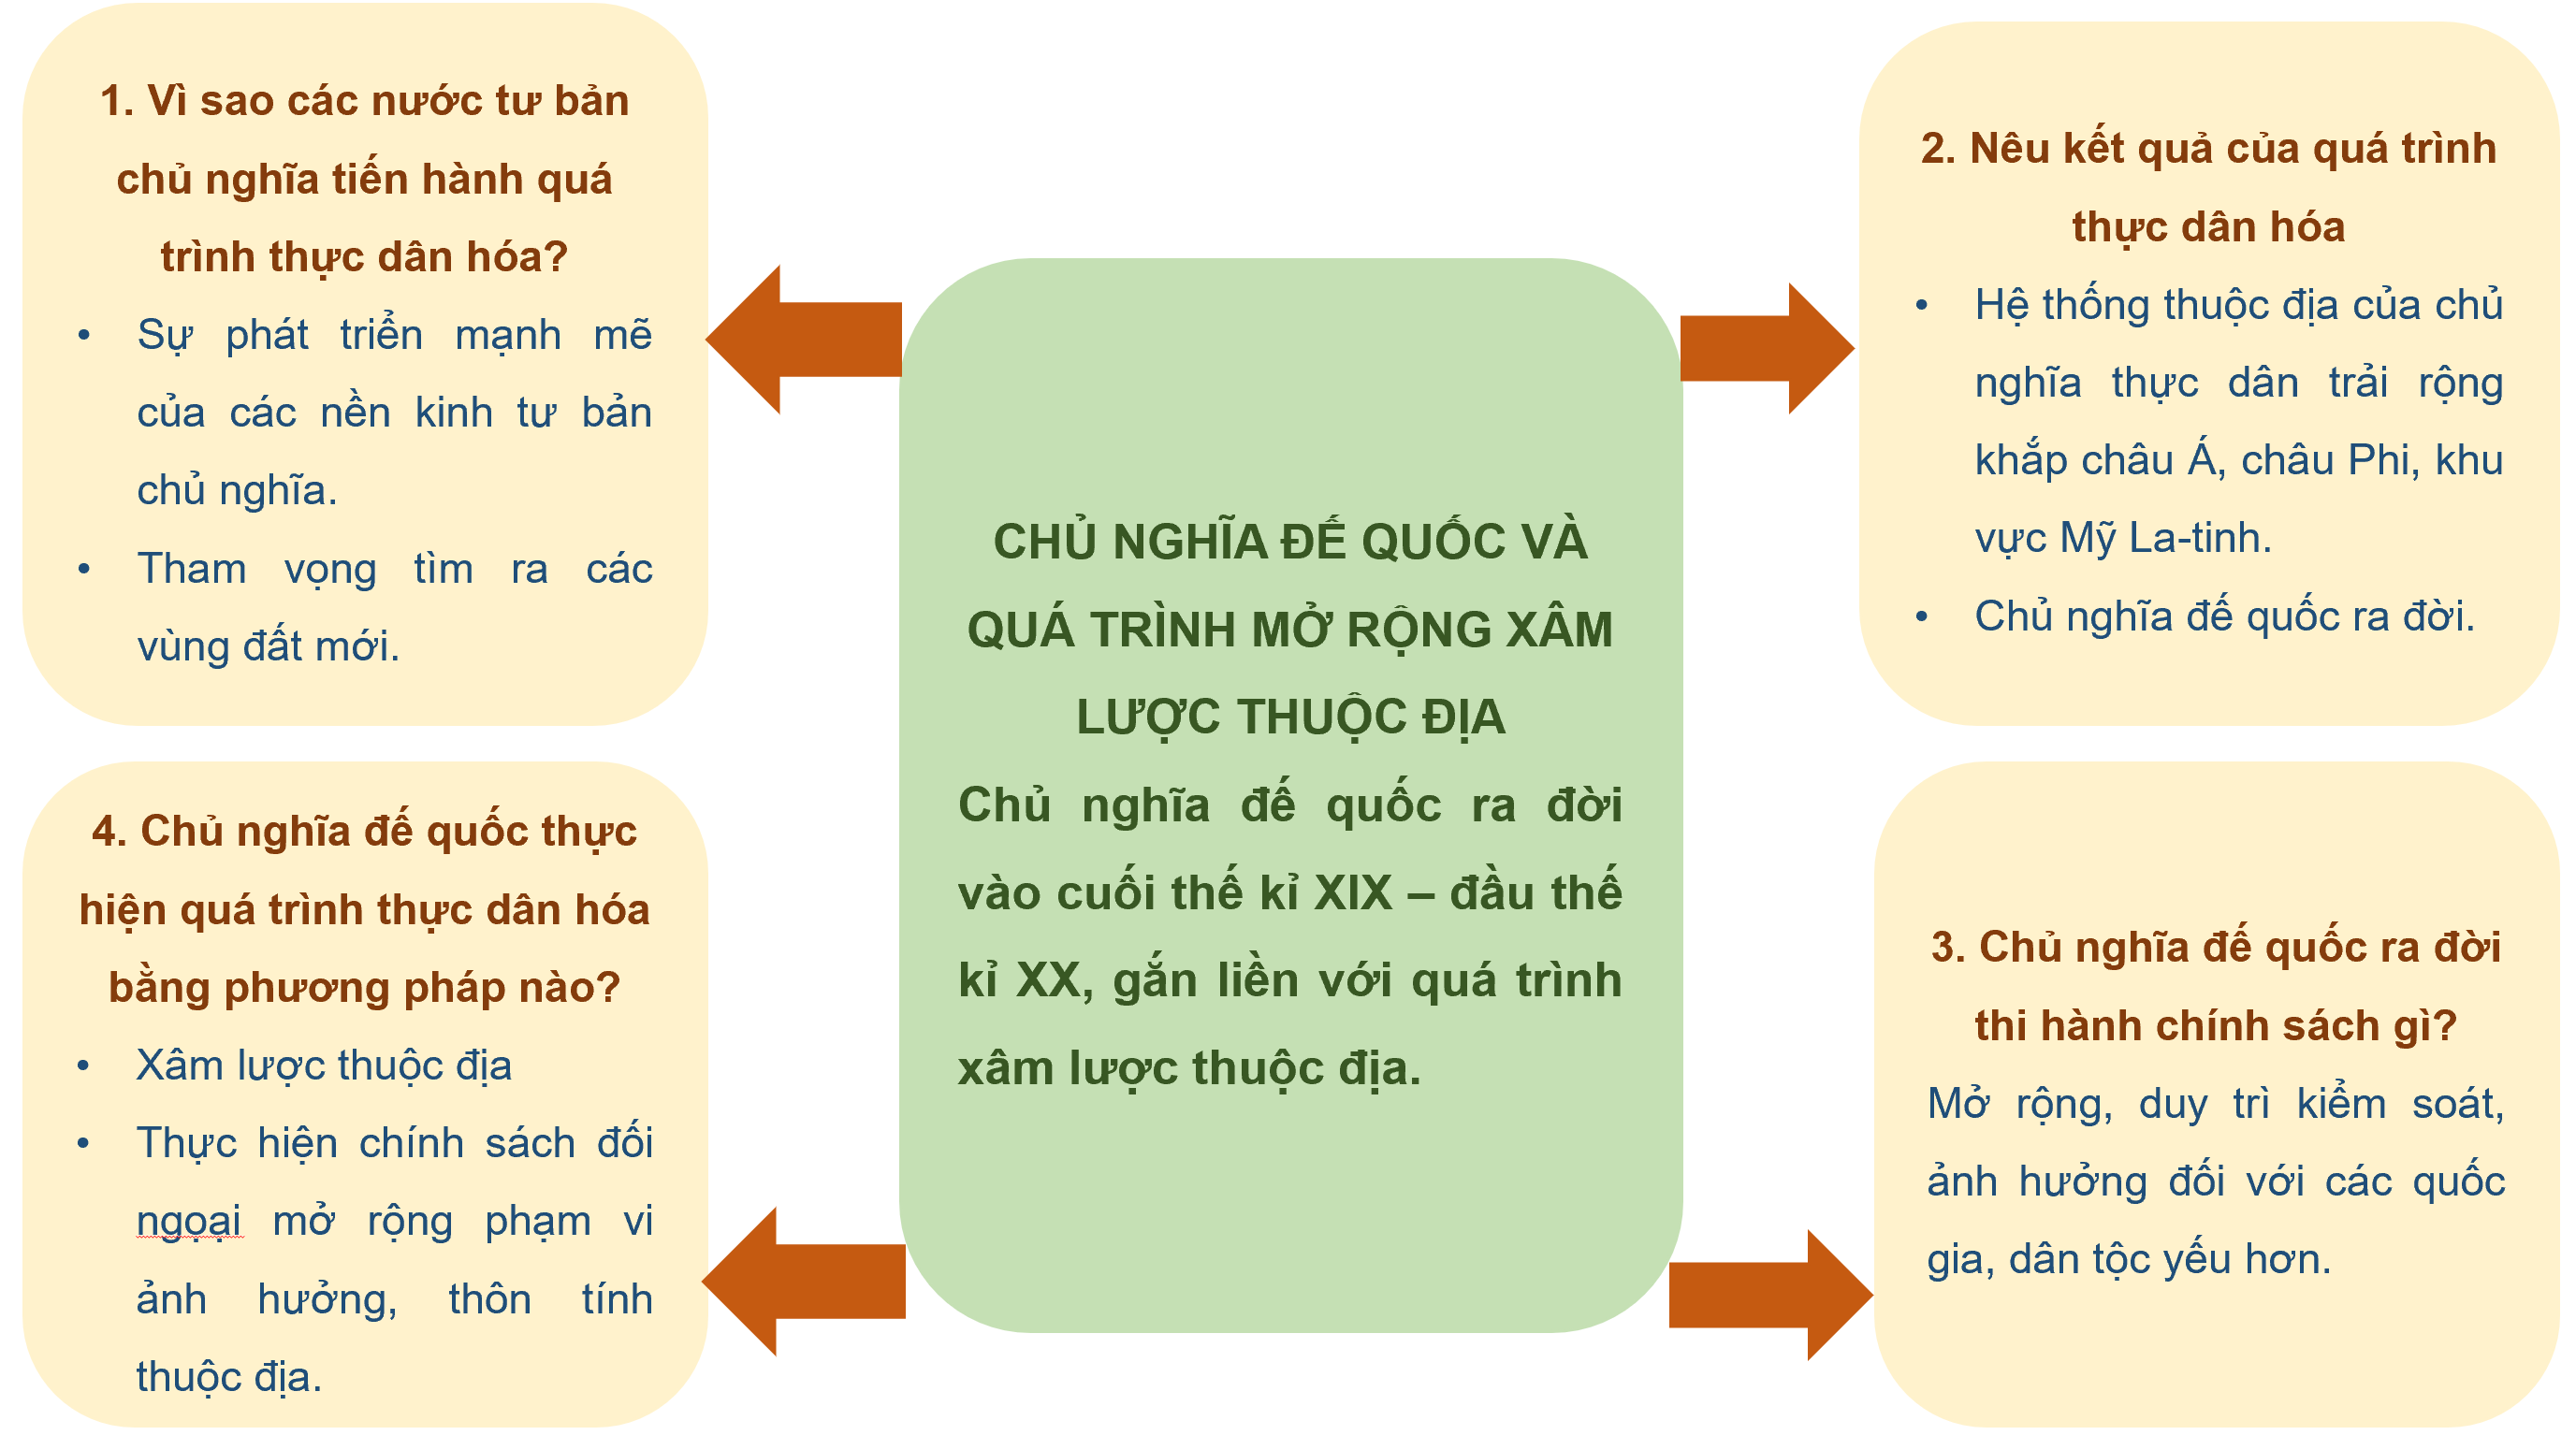 1. Vì sao các nước tư bản
chủ nghĩa tiến hành quá
trình thực dân hóa?
• Sự phát triển mạnh mẽ
của các nền kinh tư bản
chủ nghĩa.
• Tham vọng tìm ra các
vùng đất mới.
2. Nêu kết quả của quá trình
thực dân hóa
• Hệ thống thuộc địa của chủ
nghĩa thực dân trải rộng
khắp châu Á, châu Phi, khu
vực Mỹ La-tinh.
• Chủ nghĩa đế quốc ra đời.
CHỦ NGHĨA ĐẾ QUỐC VÀ
QUÁ TRÌNH MỞ RỘNG XÂM
LƯỢC THUỘC ĐỊA
Chủ nghĩa đế quốc ra đời
vào cuối thế kỉ XIX – đầu thế
kỉ XX, gắn liền với quá trình
xâm lược thuộc địa.
3. Chủ nghĩa đế quốc ra đời
thi hành chính sách gì?
Mở rộng, duy trì kiểm soát,
ảnh hưởng đối với các quốc
gia, dân tộc yếu hơn.
4. Chủ nghĩa đế quốc thực
hiện quá trình thực dân hóa
bằng phương pháp nào?
• Xâm lược thuộc địa
• Thực hiện chính sách đối
ngoại mở rộng phạm vi
ảnh hưởng, thôn tính
thuộc địa.